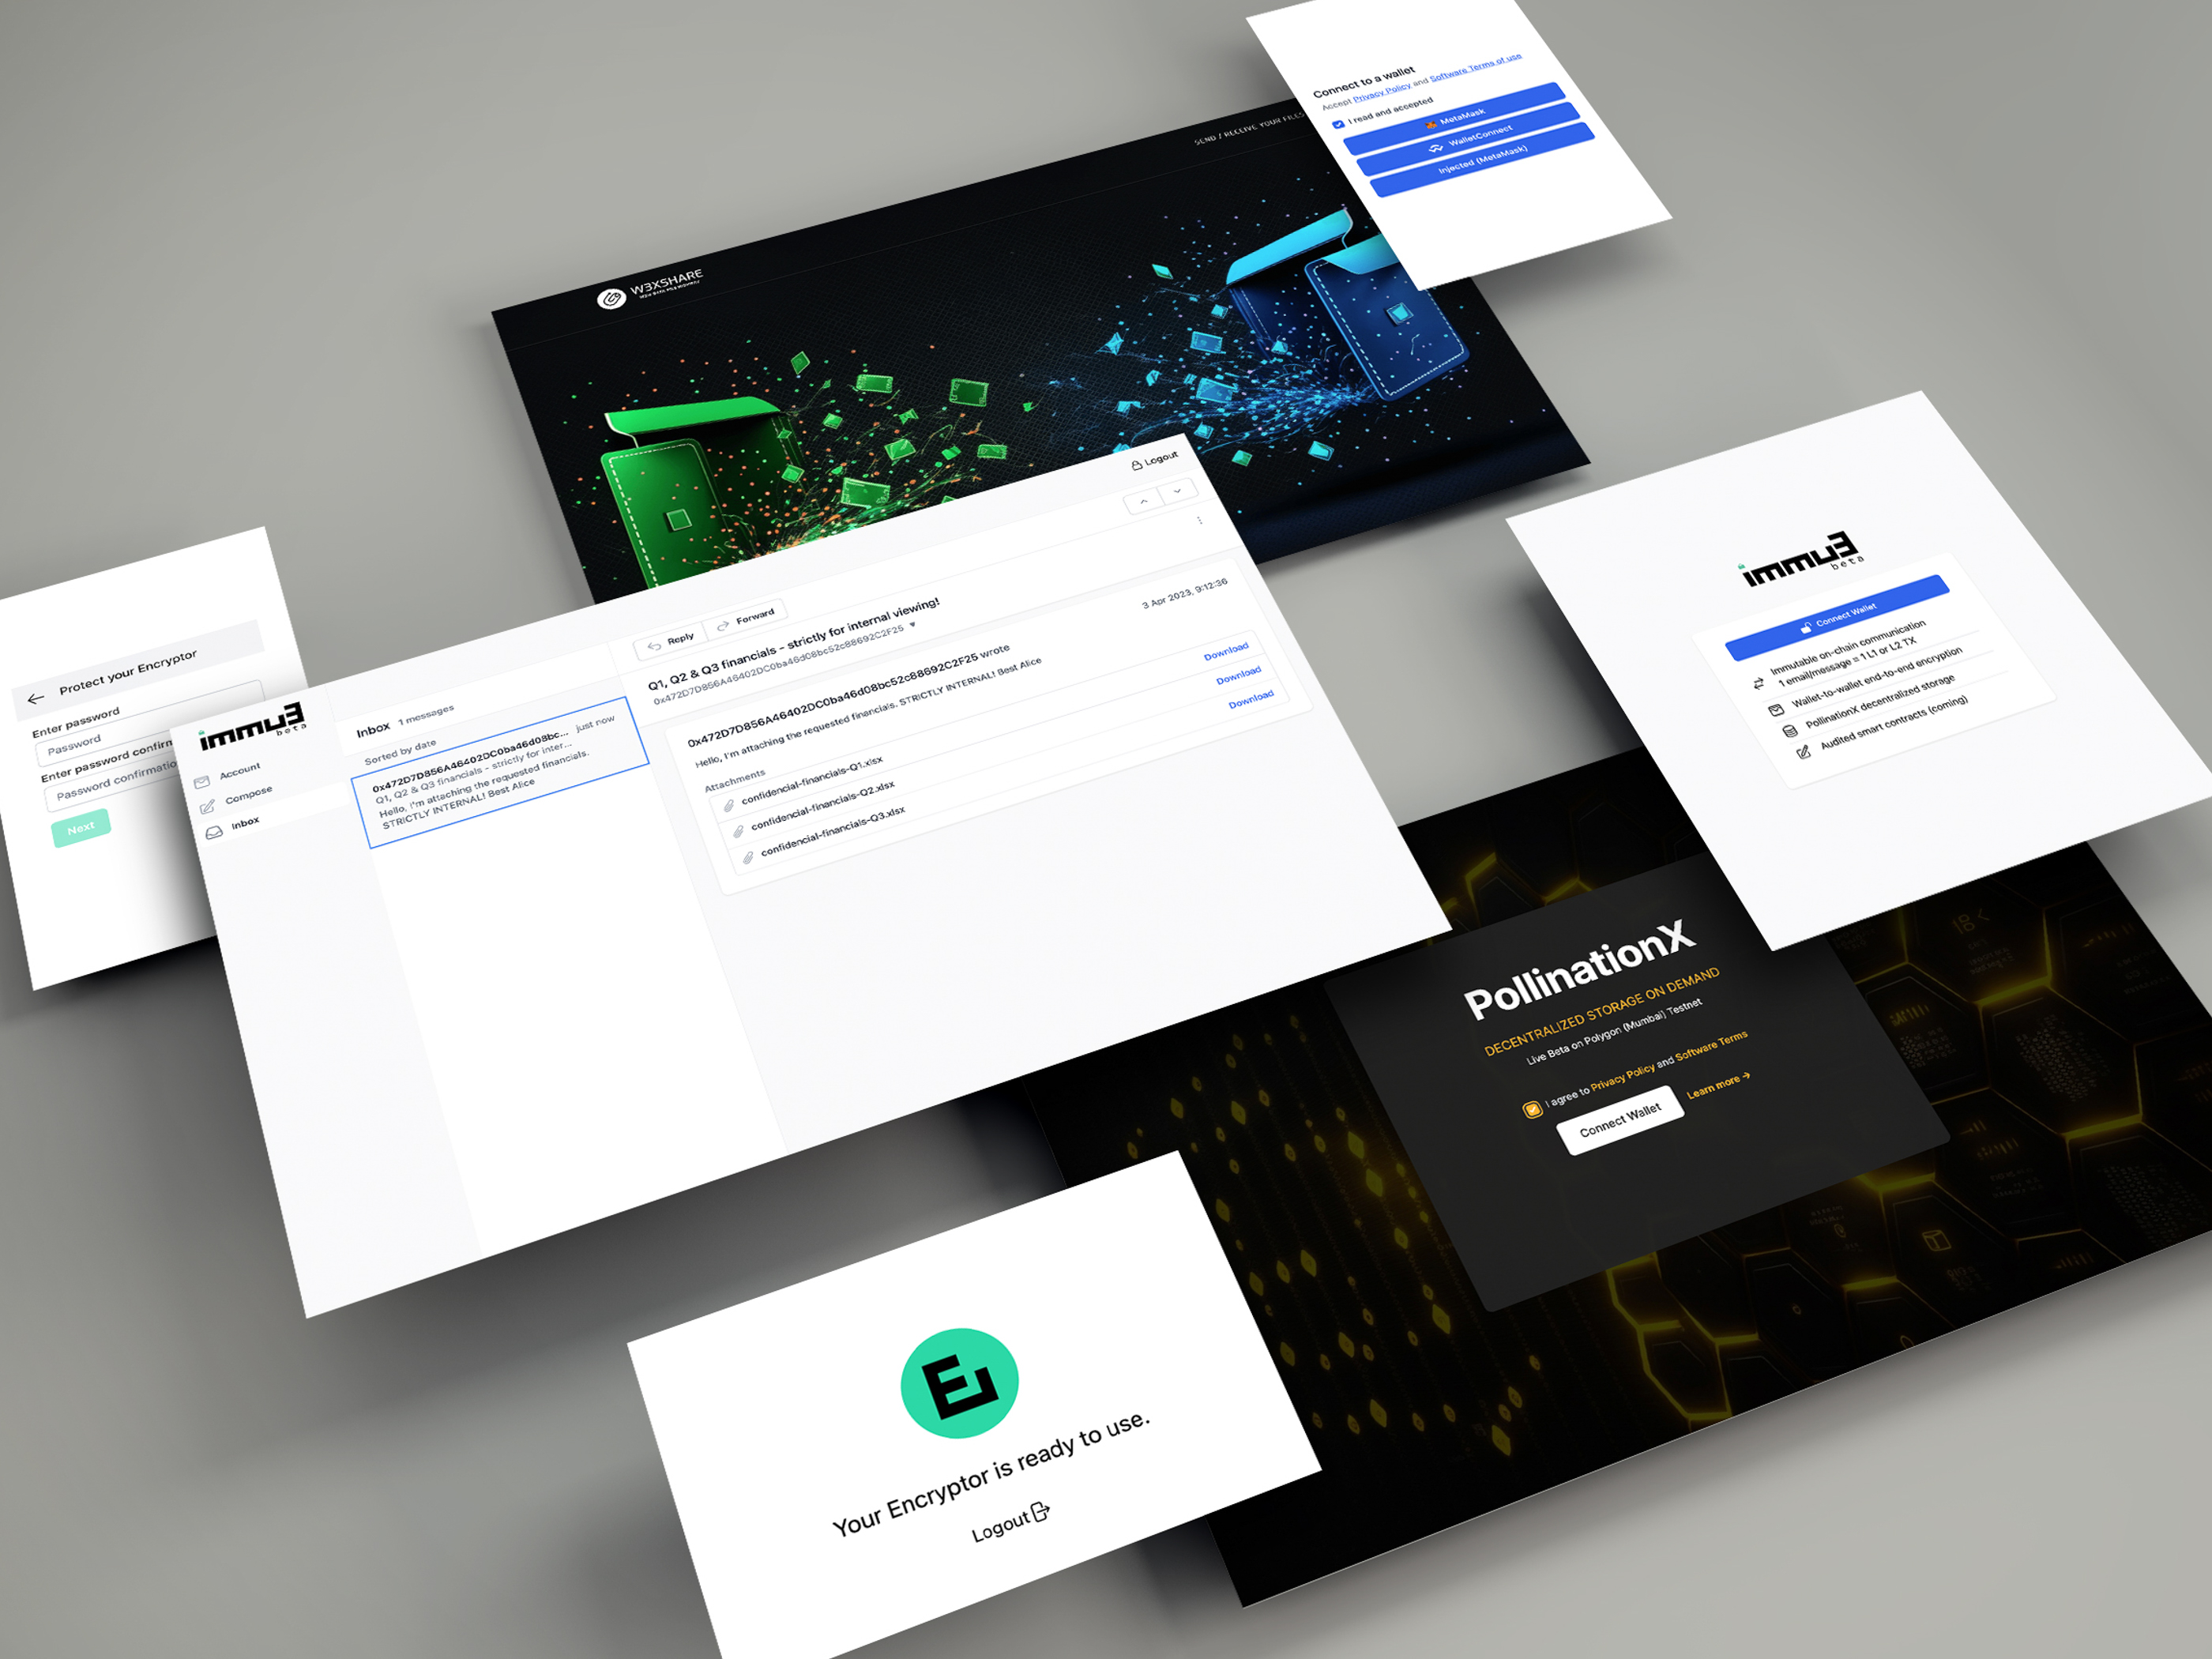 Connect to a wallet
Accept Privacy Policy and Software Terms of use
I read and accepted
MetaMask
WalletConnect
Injected (MetaMask)
SEND / RECEIVE YOUR FILES
W3XSHARE
Protect your Encryptor
Enter password
Password
Enter password confirm
Password confirmatio
Next
immu3
beta
Account
Compose
Inbox
Inbox 1 messages
Sorted by date
0x472D7D856A46402DC0ba46d08bc... just now
Q1, Q2 & Q3 financials - strictly for inter...
Hello, I'm attaching the requested financials.
STRICTLY INTERNAL! Best Alice
Logout
Reply
Forward
Q1, Q2 & Q3 financials - strictly for internal viewing!
0x472D7D856A46402DC0ba46d08bc52c88692C2F25
3 Apr 2023, 9:12:36
0x472D7D856A46402DC0ba46d08bc52c88692C2F25 wrote
Hello, I'm attaching the requested financials. STRICTLY INTERNAL! Best Alice
Attachments
confidencial-financials-Q1.xlsx Download
confidencial-financials-Q2.xlsx Download
confidencial-financials-Q3.xlsx Download
immu3
beta
Connect Wallet
Immutable on-chain communication
1 email/message = 1 L1 or L2 TX
Wallet-to-wallet end-to-end encryption
PollinationX decentralized storage
Audited smart contracts (coming)
PollinationX
DECENTRALIZED STORAGE ON DEMAND
Live Beta on Polygon (Mumbai) Testnet
I agree to Privacy Policy and Software Terms
Connect Wallet
Learn more →
Your Encryptor is ready to use.
Logout